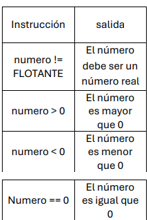 Instrucción
salida
numero !=
FLOTANTE
El número
debe ser un
número real
numero > 0
El número
es mayor
que 0
numero < 0
El número
es menor
que 0
Numero == 0
El número
es igual que
0